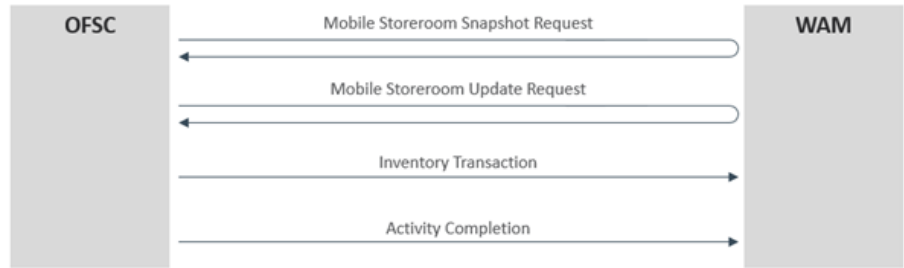 OFSC
Mobile Storeroom Snapshot Request
WAM
Mobile Storeroom Update Request
Inventory Transaction
Activity Completion